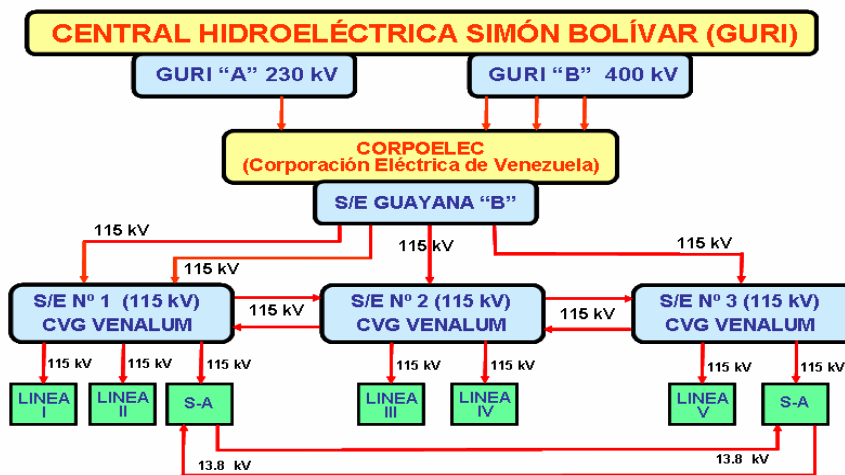 CENTRAL HIDROELÉCTRICA SIMÓN BOLÍVAR (GURI)
GURI “A” 230 kV
GURI “B” 400 kV
CORPOELEC
(Corporación Eléctrica de Venezuela)
S/E GUAYANA “B”
115 kV
115 kV
115 kV
115 kV
S/E Nº 1 (115 kV)
CVG VENALUM
115 kV
S/E Nº 2 (115 kV)
CVG VENALUM
115 kV
S/E Nº 3 (115 kV)
CVG VENALUM
115 kV
115 kV
115 kV
115 kV
115 kV
115 kV
115 kV
LINEA
I
LINEA
II
S-A
LINEA
III
LINEA
IV
LINEA
V
S-A
13.8 kV
13.8 kV